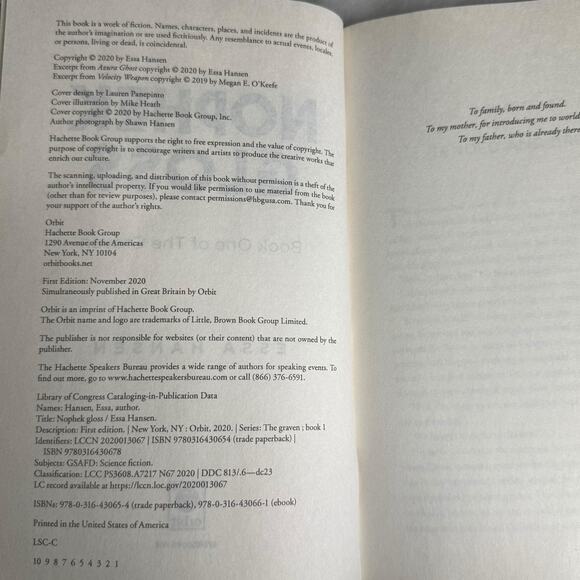 This book is a work of fiction. Names, characters, places, and incidents are the product of
the author's imagination or are used fictitiously. Any resemblance to actual events, locales,
or persons, living or dead, is coincidental.
Copyright © 2020 by Essa Hansen
Excerpt from Azura Ghost copyright © 2020 by Essa Hansen
Excerpt from Velocity Weapon copyright © 2019 by Megan E. O'Keefe
Cover design by Lauren Panepinto
Cover illustration by Mike Heath
Cover copyright © 2020 by Hachette Book Group, Inc.
Author photograph by Shawn Hansen
Hachette Book Group supports the right to free expression and the value of copyright. The
purpose of copyright is to encourage writers and artists to produce the creative works that
enrich our culture.
The scanning, uploading, and distribution of this book without permission is a theft of the
author's intellectual property. If you would like permission to use material from the book
(other than for review purposes), please contact permissions@hbgusa.com. Thank you for
your support of the author's rights.
Orbit
Hachette Book Group
1290 Avenue of the Americas
New York, NY 10104
orbitbooks.net
First Edition: November 2020
Simultaneously published in Great Britain by Orbit
Orbit is an imprint of Hachette Book Group.
The Orbit name and logo are trademarks of Little, Brown Book Group Limited.
The publisher is not responsible for websites (or their content) that are not owned by the
publisher.
The Hachette Speakers Bureau provides a wide range of authors for speaking events. To
find out more, go to www.hachettespeakersbureau.com or call (866) 376-6591.
Library of Congress Cataloging-in-Publication Data
Names: Hansen, Essa, author.
Title: Nophek gloss / Essa Hansen.
Description: First edition. | New York, NY : Orbit, 2020. | Series: The graven ; book 1
Identifiers: LCCN 2020013067 | ISBN 9780316430654 (trade paperback) |
ISBN 9780316430678
Subjects: GSAFD: Science fiction.
Classification: LCC PS3608.A7217 N67 2020 | DDC 813/.6—dc23
LC record available at https://lccn.loc.gov/2020013067
ISBNs: 978-0-316-43065-4 (trade paperback), 978-0-316-43066-1 (ebook)
Printed in the United States of America
LSC-C
10 9 8 7 6 5 4 3 2 1
To family, born and found.
To my mother, for introducing me to world
To my father, who is already there